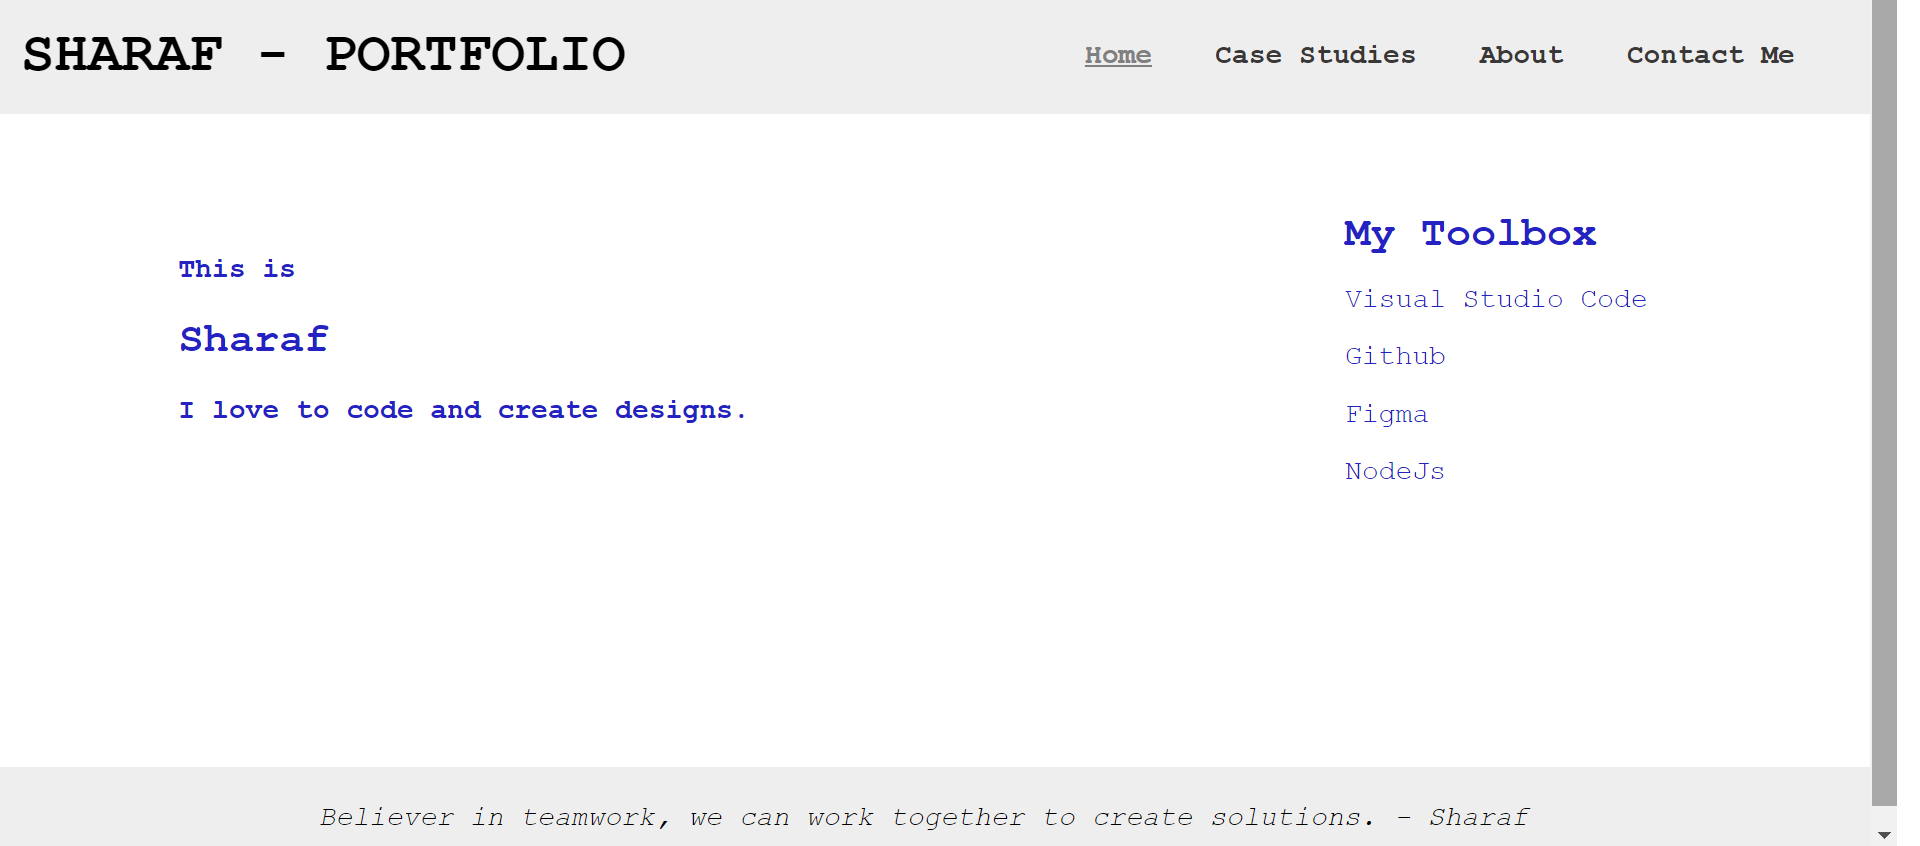 SHARAF - PORTFOLIO
Home Case Studies About Contact Me
This is
Sharaf
I love to code and create designs.
My Toolbox
Visual Studio Code
Github
Figma
NodeJs
Believer in teamwork, we can work together to create solutions. - Sharaf